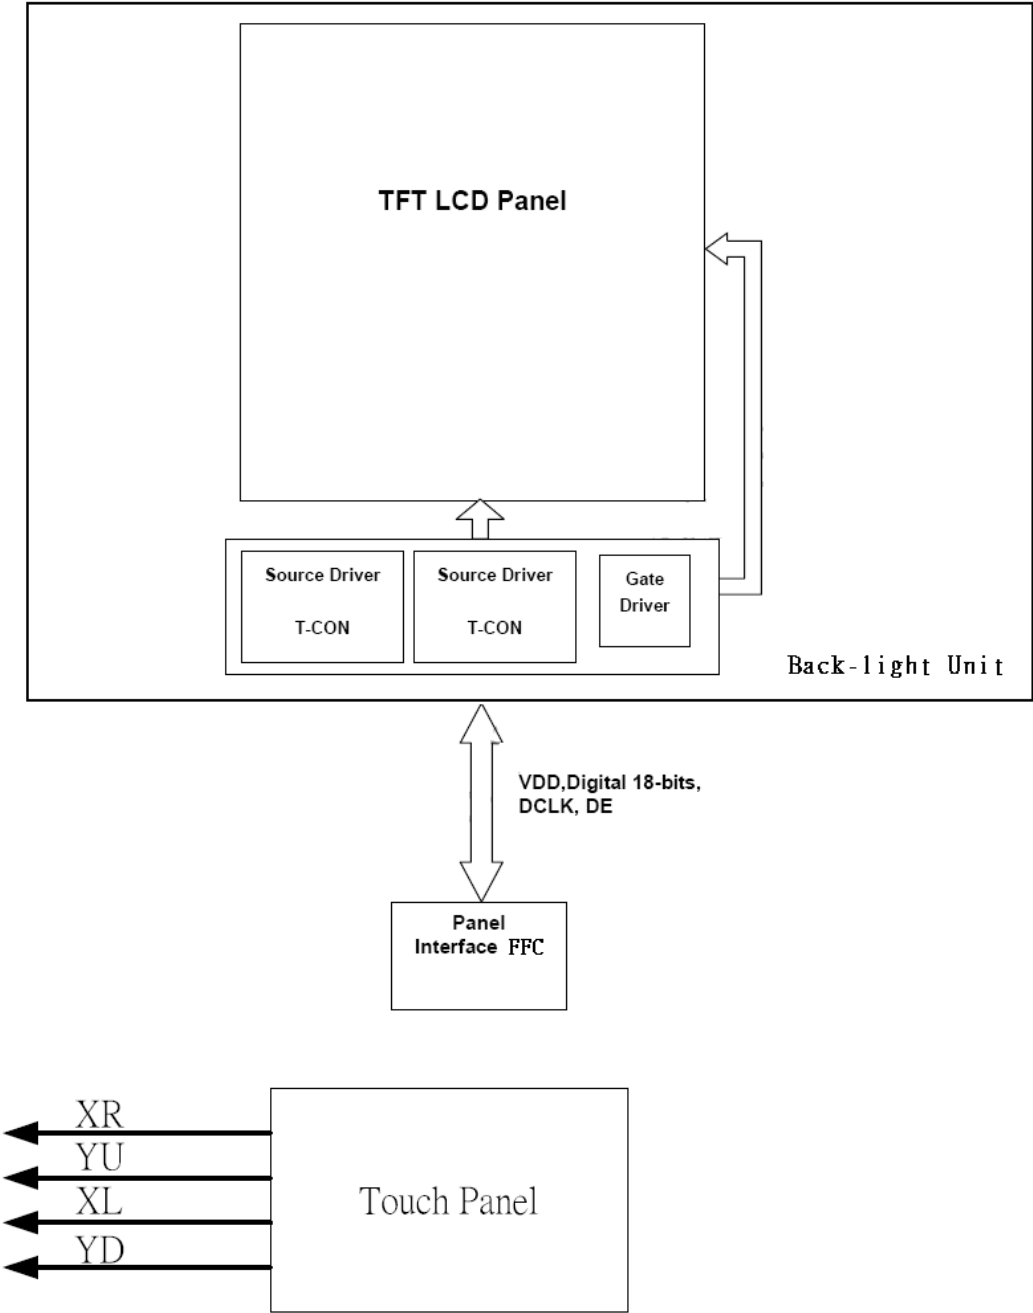 TFT LCD Panel
Source Driver
T-CON
Source Driver
T-CON
Gate
Driver
Back-light Unit
VDD,Digital 18-bits,
DCLK, DE
Panel
Interface FFC
XR
YU
XL
YD
Touch Panel